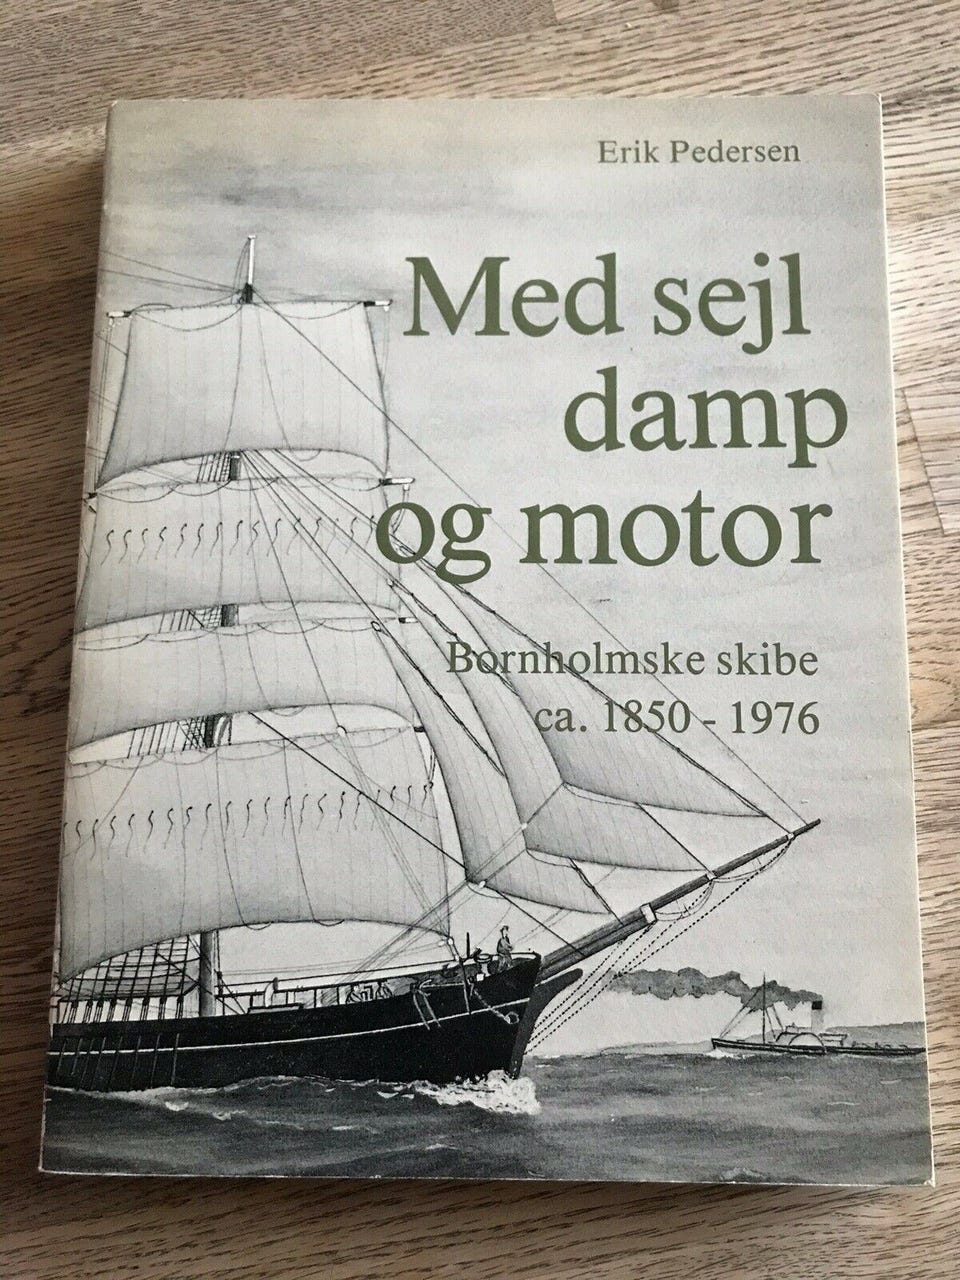 Erik Pedersen
Med sejl
damp
og motor
Bornholmske skibe
ca. 1850 - 1976